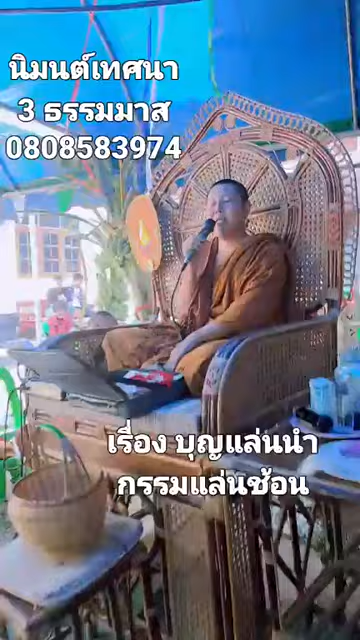 นิมนต์เทศนา
3 ธรรมมาส
0808583974
เรื่อง บุญแล่นนำ
กรรมแล่นซ้อน